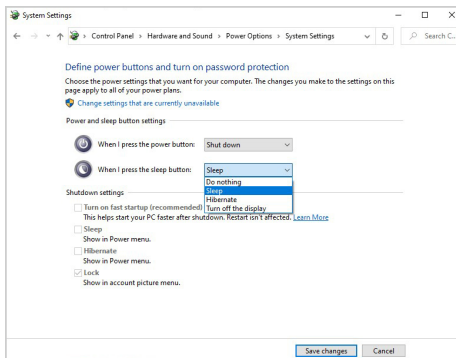 System Settings
Control Panel > Hardware and Sound > Power Options > System Settings
Search C...
Define power buttons and turn on password protection
Choose the power settings that you want for your computer. The changes you make to the settings on this
page apply to all of your power plans.
Change settings that are currently unavailable
Power and sleep button settings
When I press the power button: Shut down
When I press the sleep button: Sleep
Do nothing
Sleep
Hibernate
Turn off the display
Shutdown settings
Turn on fast startup (recommended)
This helps start your PC faster after shutdown. Restart isn't affected. Learn More
Sleep
Show in Power menu.
Hibernate
Show in Power menu.
Lock
Show in account picture menu.
Save changes Cancel